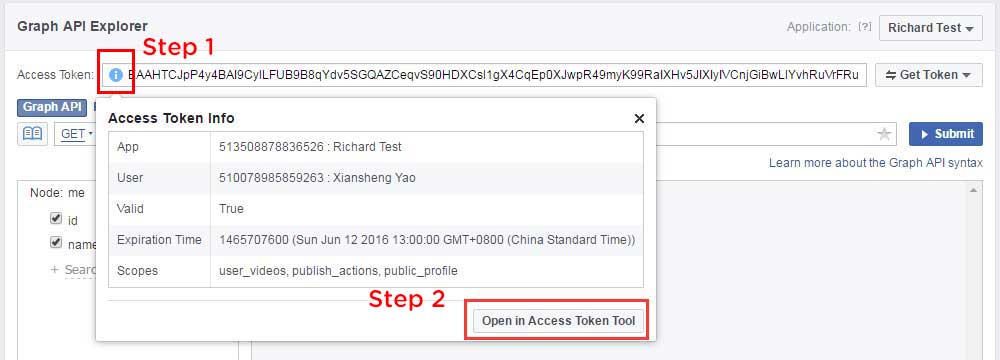 Graph API Explorer
Application: [?] Richard Test
Step 1
Access Token:
Get Token
Graph API
Access Token Info
App 513508878836526 : Richard Test
User 510078985859263 : Xiansheng Yao
Valid True
Expiration Time 1465707600 (Sun Jun 12 2016 13:00:00 GMT+0800 (China Standard Time))
Scopes user_videos, publish_actions, public_profile
Step 2
Open in Access Token Tool
GET
Submit
Learn more about the Graph API syntax
Node: me
id
name
+ Searc